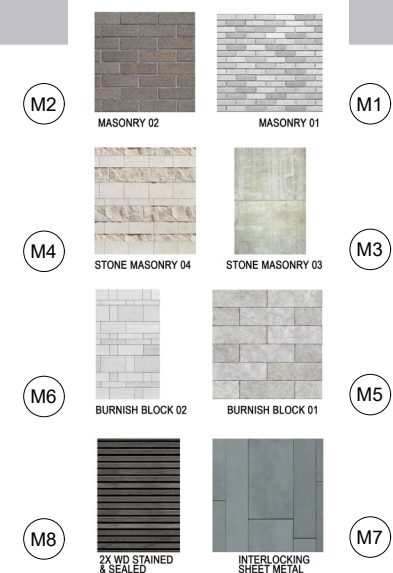 M2
MASONRY 02
MASONRY 01
M1
M4
STONE MASONRY 04
STONE MASONRY 03
M3
M6
BURNISH BLOCK 02
BURNISH BLOCK 01
M5
M8
2X WD STAINED
& SEALED
INTERLOCKING
SHEET METAL
M7